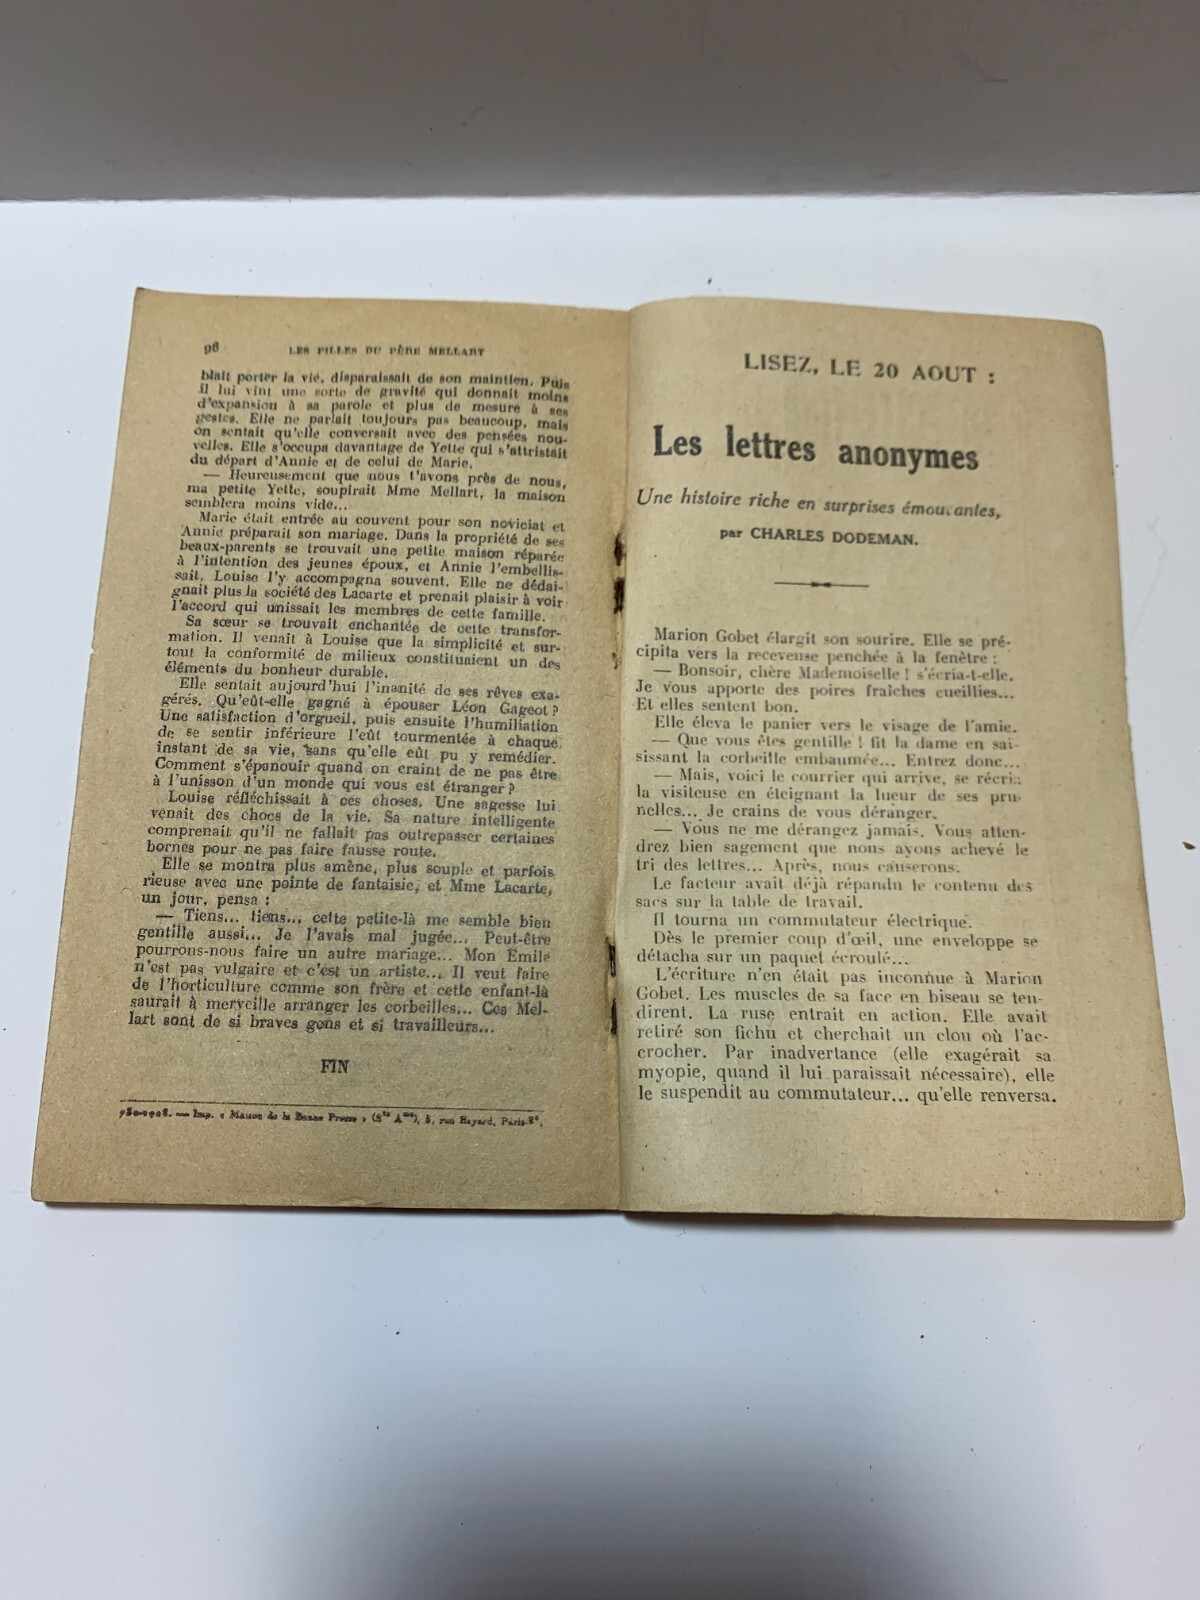 96 LES FILLES DU PÈRE MELLART
blait porter la vie, disparaissait de son maintien. Puis
il lui vint une sorte de gravité qui donnait moins
d'expansion à sa parole et plus de mesure à ses
gestes. Elle ne parlait toujours pas beaucoup, mais
on sentait qu'elle conversait avec des pensées nou-
velles. Elle s'occupa davantage de Yette qui s'attristait
du départ d'Annie et de celui de Marie.
— Heureusement que nous t'avons près de nous,
ma petite Yette, soupirait Mme Mellart, la maison
semblera moins vide...
Marie était entrée au couvent pour son noviciat et
Annie préparait son mariage. Dans la propriété de ses
beaux-parents se trouvait une petite maison réparée
à l'intention des jeunes époux, et Annie l'embellis-
sait. Louise l'y accompagna souvent. Elle ne dédai-
gnait plus la société des Lacarte et prenait plaisir à voir
l'accord qui unissait les membres de cette famille.
Sa sœur se trouvait enchantée de cette transfor-
mation. Il venait à Louise que la simplicité et sur-
tout la conformité de milieux constituaient un des
éléments du bonheur durable.
Elle sentait aujourd'hui l'inanité de ses rêves exa-
gérés. Qu'eût-elle gagné à épouser Léon Gageot ?
Une satisfaction d'orgueil, puis ensuite l'humiliation
de se sentir inférieure l'eût tourmentée à chaque
instant de sa vie, sans qu'elle eût pu y remédier.
Comment s'épanouir quand on craint de ne pas être
à l'unisson d'un monde qui vous est étranger ?
Louise réfléchissait à ces choses. Une sagesse lui
venait des chocs de la vie. Sa nature intelligente
comprenait qu'il ne fallait pas outrepasser certaines
bornes pour ne pas faire fausse route.
Elle se montra plus amène, plus souple et parfois
rieuse avec une pointe de fantaisie, et Mme Lacarte,
un jour, pensa :
— Tiens... tiens... cette petite-là me semble bien
gentille aussi... Je l'avais mal jugée... Peut-être
pourrons-nous faire un autre mariage... Mon Emile
n'est pas vulgaire et c'est un artiste... Il veut faire
de l'horticulture comme son frère et cette enfant-là
saurait à merveille arranger les corbeilles... Ces Mel-
lart sont de si braves gens et si travailleurs...
FIN
— Imp. « Maison de la Bonne Presse » (Sté Ame), 5, rue Bayard, Paris-8e.
LISEZ, LE 20 AOUT :
Les lettres anonymes
Une histoire riche en surprises émouvantes,
par CHARLES DODEMAN.
Marion Gobet élargit son sourire. Elle se pré-
cipita vers la receveuse penchée à la fenêtre :
— Bonsoir, chère Mademoiselle ! s'écria-t-elle.
Je vous apporte des poires fraîches cueillies...
Et elles sentent bon.
Elle éleva le panier vers le visage de l'amie.
— Que vous êtes gentille ! fit la dame en sai-
sissant la corbeille embaumée... Entrez donc...
— Mais, voici le courrier qui arrive, se récria
la visiteuse en éteignant la lueur de ses pru-
nelles... Je crains de vous déranger.
— Vous ne me dérangez jamais. Vous atten-
drez bien sagement que nous ayons achevé le
tri des lettres... Après, nous causerons.
Le facteur avait déjà répandu le contenu des
sacs sur la table de travail.
Il tourna un commutateur électrique.
Dès le premier coup d'œil, une enveloppe se
détacha sur un paquet écroulé...
L'écriture n'en était pas inconnue à Marion
Gobet. Les muscles de sa face en biseau se ten-
dirent. La ruse entrait en action. Elle avait
retiré son fichu et cherchait un clou où l'ac-
crocher. Par inadvertance (elle exagérait sa
myopie, quand il lui paraissait nécessaire), elle
le suspendit au commutateur... qu'elle renversa.